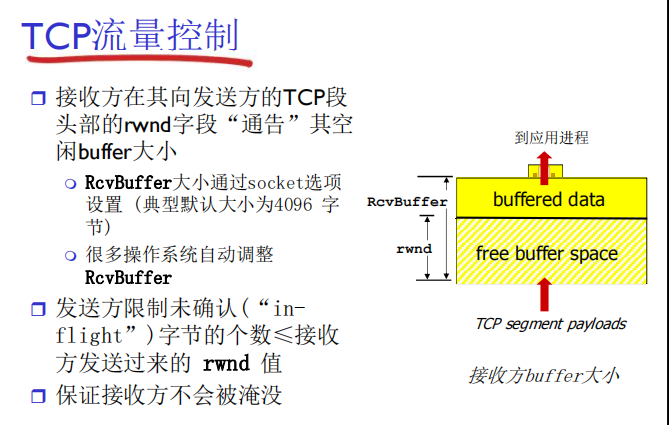 TCP流量控制
接收方在其向发送方的TCP段
头部的rwnd字段“通告”其空
闲buffer大小
RcvBuffer大小通过socket选项
设置 (典型默认大小为4096 字
节)
很多操作系统自动调整
RcvBuffer
发送方限制未确认(“in-
flight”)字节的个数≤接收
方发送过来的 rwnd 值
保证接收方不会被淹没
到应用进程
RcvBuffer
buffered data
rwnd
free buffer space
TCP segment payloads
接收方buffer大小